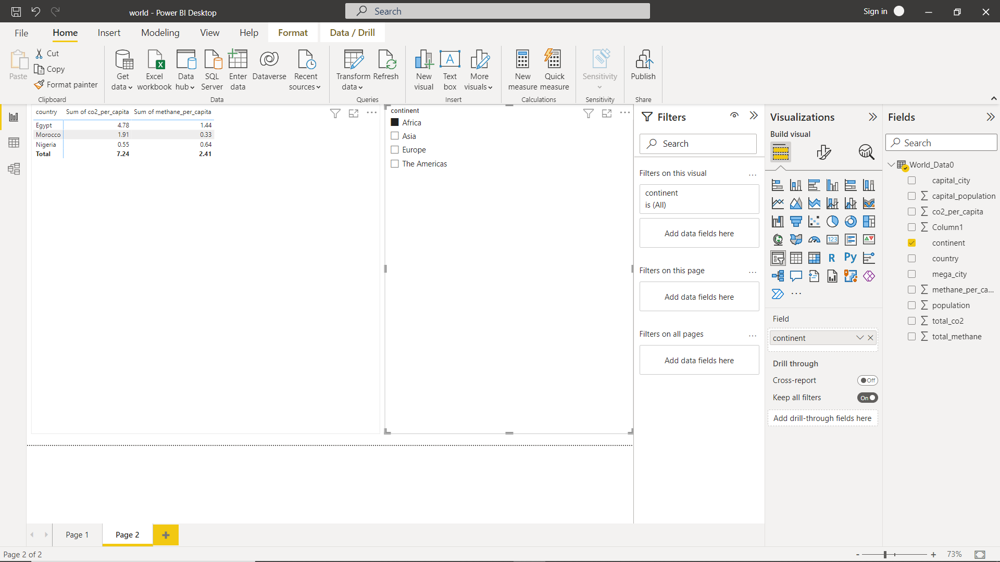 world - Power BI Desktop
Search
Sign in
File
Home
Insert
Modeling
View
Help
Format
Data / Drill
Paste
Cut
Copy
Format painter
Clipboard
Get data
Excel workbook
Data hub
SQL Server
Enter data
Dataverse
Recent sources
Data
Transform data
Refresh
Queries
New visual
Text box
More visuals
Insert
New measure
Quick measure
Calculations
Sensitivity
Sensitivity
Publish
Share
country Sum of co2_per_capita Sum of methane_per_capita
Egypt 4.78 1.44
Morocco 1.91 0.33
Nigeria 0.55 0.64
Total 7.24 2.41
continent
Africa
Asia
Europe
The Americas
Filters
Search
Filters on this visual ...
continent
is (All)
Add data fields here
Filters on this page ...
Add data fields here
Filters on all pages ...
Add data fields here
Visualizations
Build visual
123
R
Py
...
Field
continent
Drill through
Cross-report Off
Keep all filters On
Add drill-through fields here
Fields
Search
World_Data0
capital_city
∑ capital_population
∑ co2_per_capita
∑ Column1
continent
country
mega_city
∑ methane_per_ca...
∑ population
∑ total_co2
∑ total_methane
Page 1
Page 2
+
Page 2 of 2
- + 73%